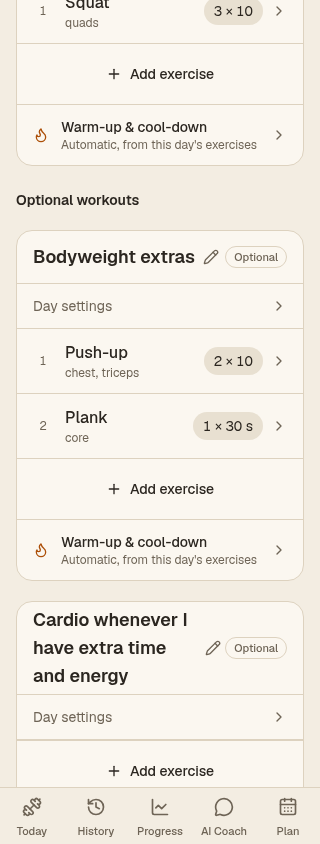 1 Squat 3 × 10
quads
+ Add exercise
Warm-up & cool-down
Automatic, from this day's exercises
Optional workouts
Bodyweight extras Optional
Day settings
1 Push-up 2 × 10
chest, triceps
2 Plank 1 × 30 s
core
+ Add exercise
Warm-up & cool-down
Automatic, from this day's exercises
Cardio whenever I
have extra time Optional
and energy
Day settings
+ Add exercise
Today History Progress AI Coach Plan